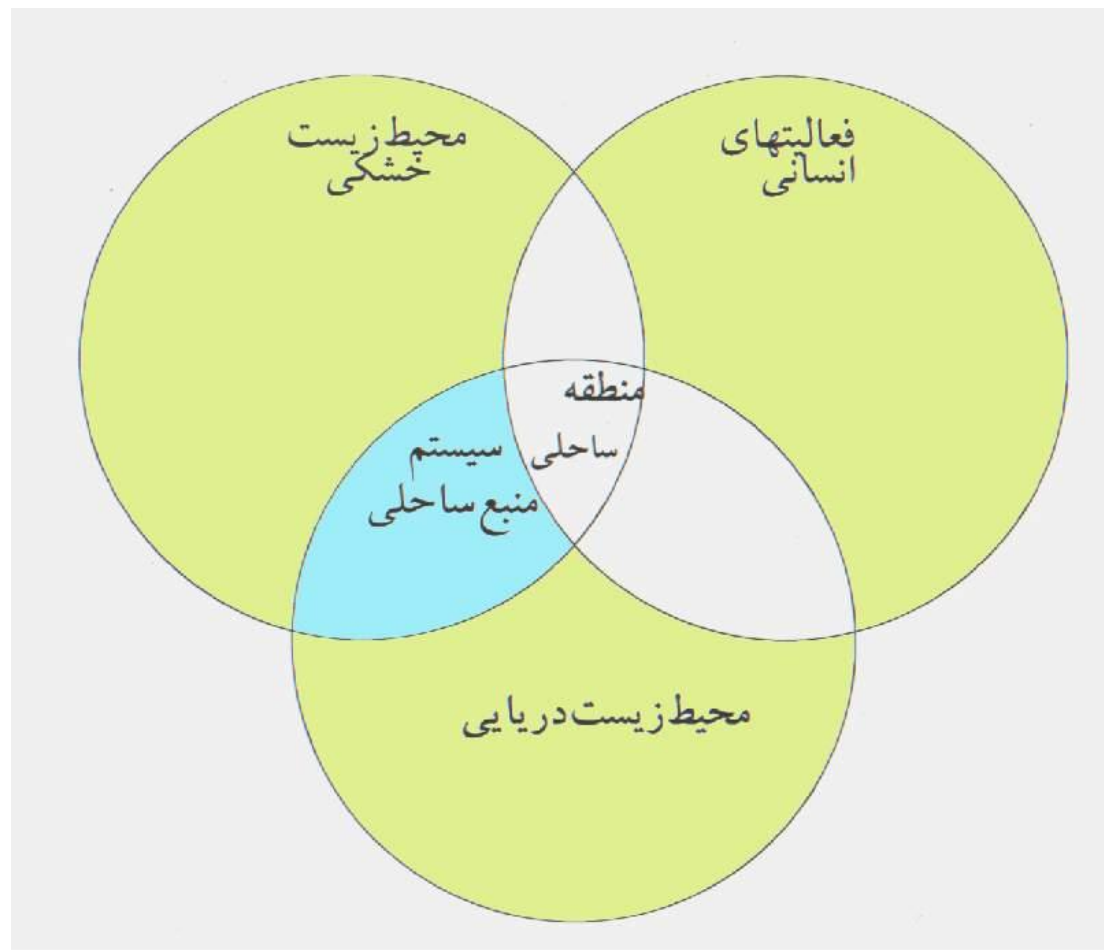 فعالیتهای
انسانی
محیط زیست
خشکی
منطقه
ساحلی
سیستم
منبع ساحلی
محیط زیست دریایی